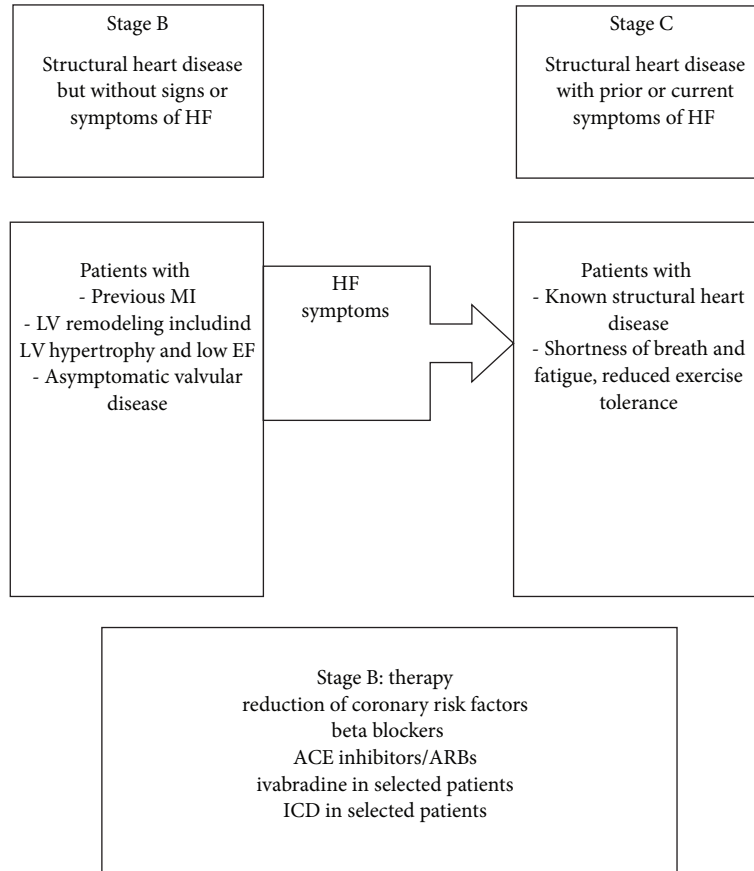 Stage B
Structural heart disease
but without signs or
symptoms of HF
Stage C
Structural heart disease
with prior or current
symptoms of HF
Patients with
- Previous MI
- LV remodeling includind
LV hypertrophy and low EF
- Asymptomatic valvular
disease
HF
symptoms
Patients with
- Known structural heart
disease
- Shortness of breath and
fatigue, reduced exercise
tolerance
Stage B: therapy
reduction of coronary risk factors
beta blockers
ACE inhibitors/ARBs
ivabradine in selected patients
ICD in selected patients